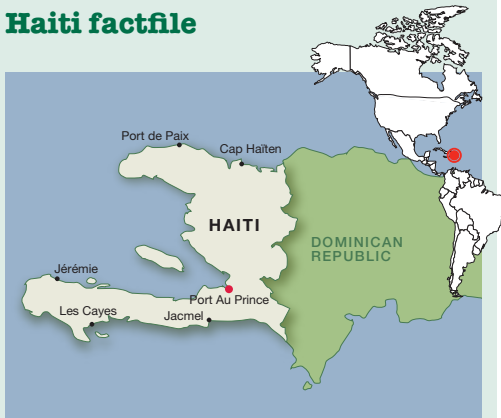 Haiti factfile
Port de Paix
Cap Haïten
HAITI
DOMINICAN
REPUBLIC
Jérémie
Port Au Prince
Les Cayes
Jacmel